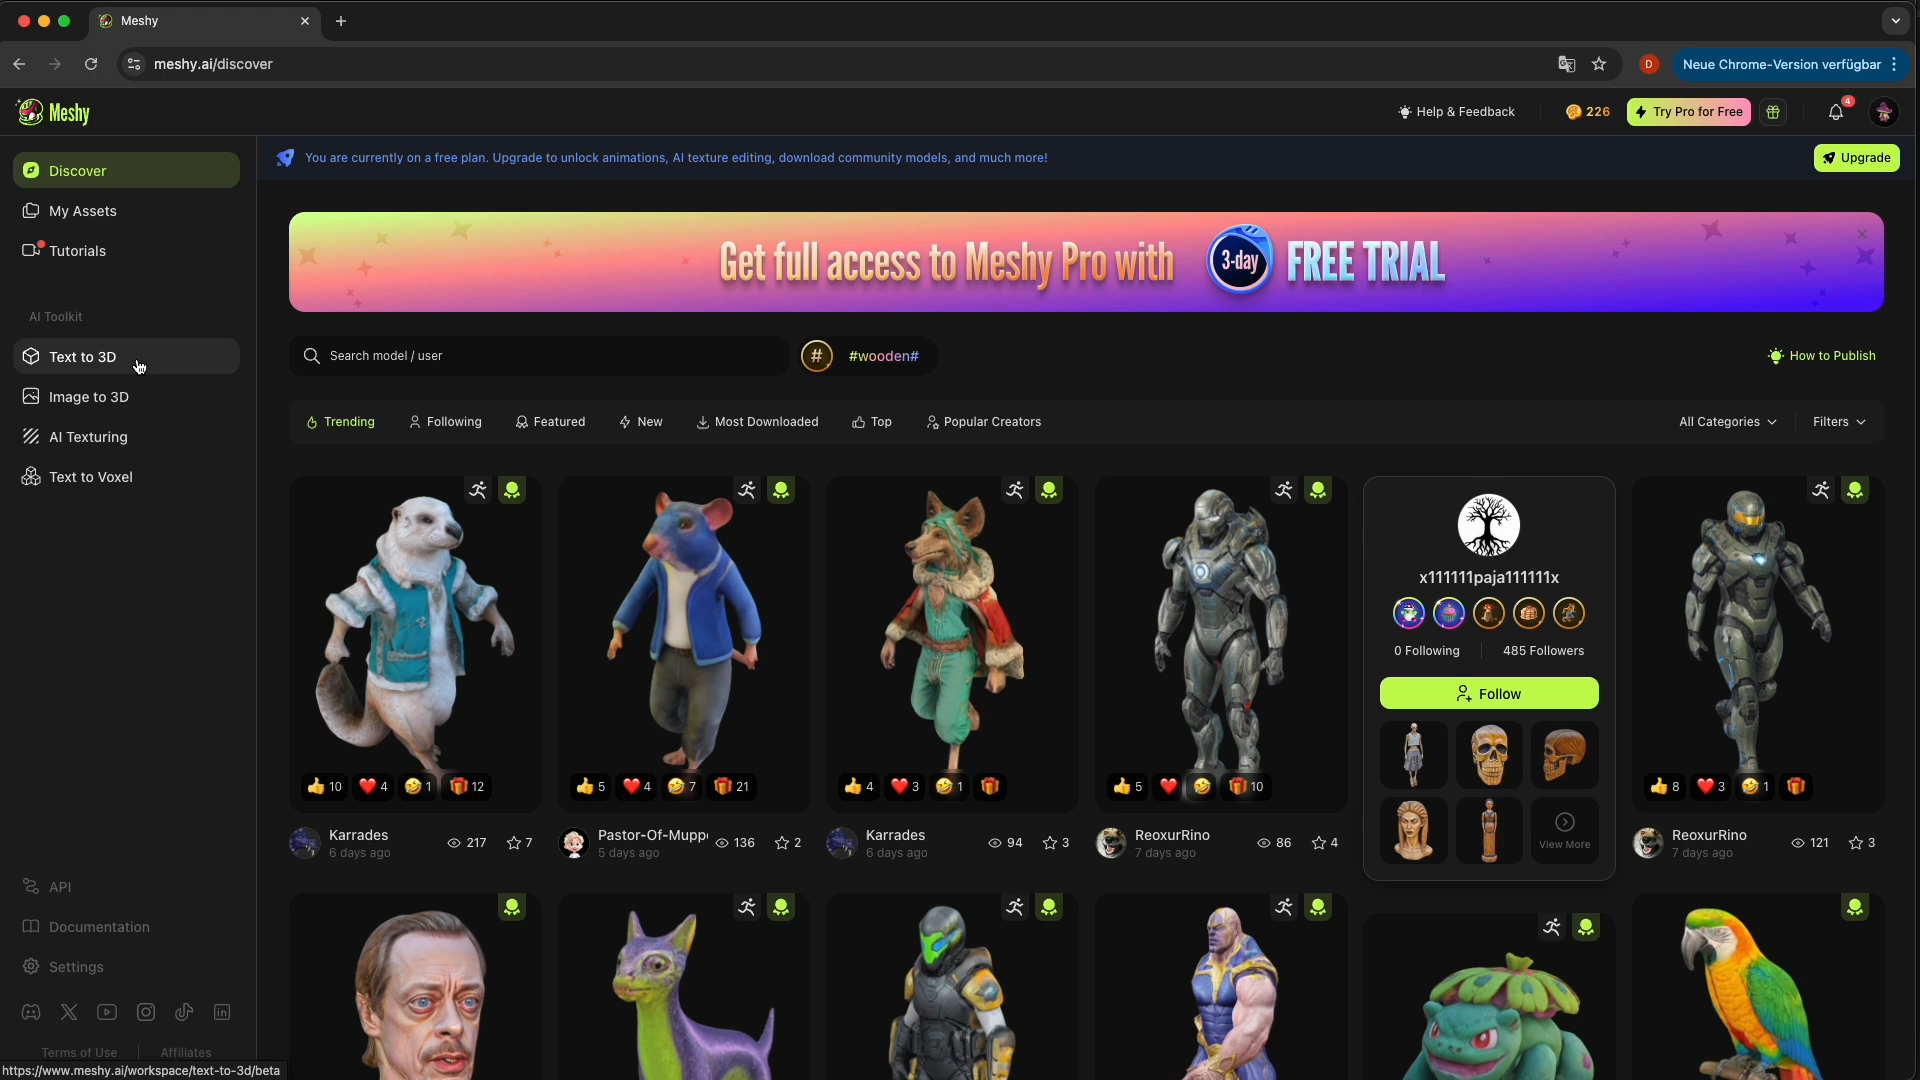 Meshy
meshy.ai/discover
D
Neue Chrome-Version verfügbar
Meshy
Help & Feedback
226
Try Pro for Free
4
Discover
My Assets
Tutorials
AI Toolkit
Text to 3D
Image to 3D
AI Texturing
Text to Voxel
API
Documentation
Settings
Terms of Use
Affiliates
https://www.meshy.ai/workspace/text-to-3d/beta
You are currently on a free plan. Upgrade to unlock animations, AI texture editing, download community models, and much more!
Upgrade
Get full access to Meshy Pro with 3-day FREE TRIAL
Search model / user
# #wooden#
How to Publish
Trending
Following
Featured
New
Most Downloaded
Top
Popular Creators
All Categories
Filters
10 4 1 12
Karrades
6 days ago
217 7
5 4 7 21
Pastor-Of-Mupp
5 days ago
136 2
4 3 1
Karrades
6 days ago
94 3
5 10
ReoxurRino
7 days ago
86 4
x111111paja111111x
0 Following
485 Followers
Follow
View More
8 3 1
ReoxurRino
7 days ago
121 3